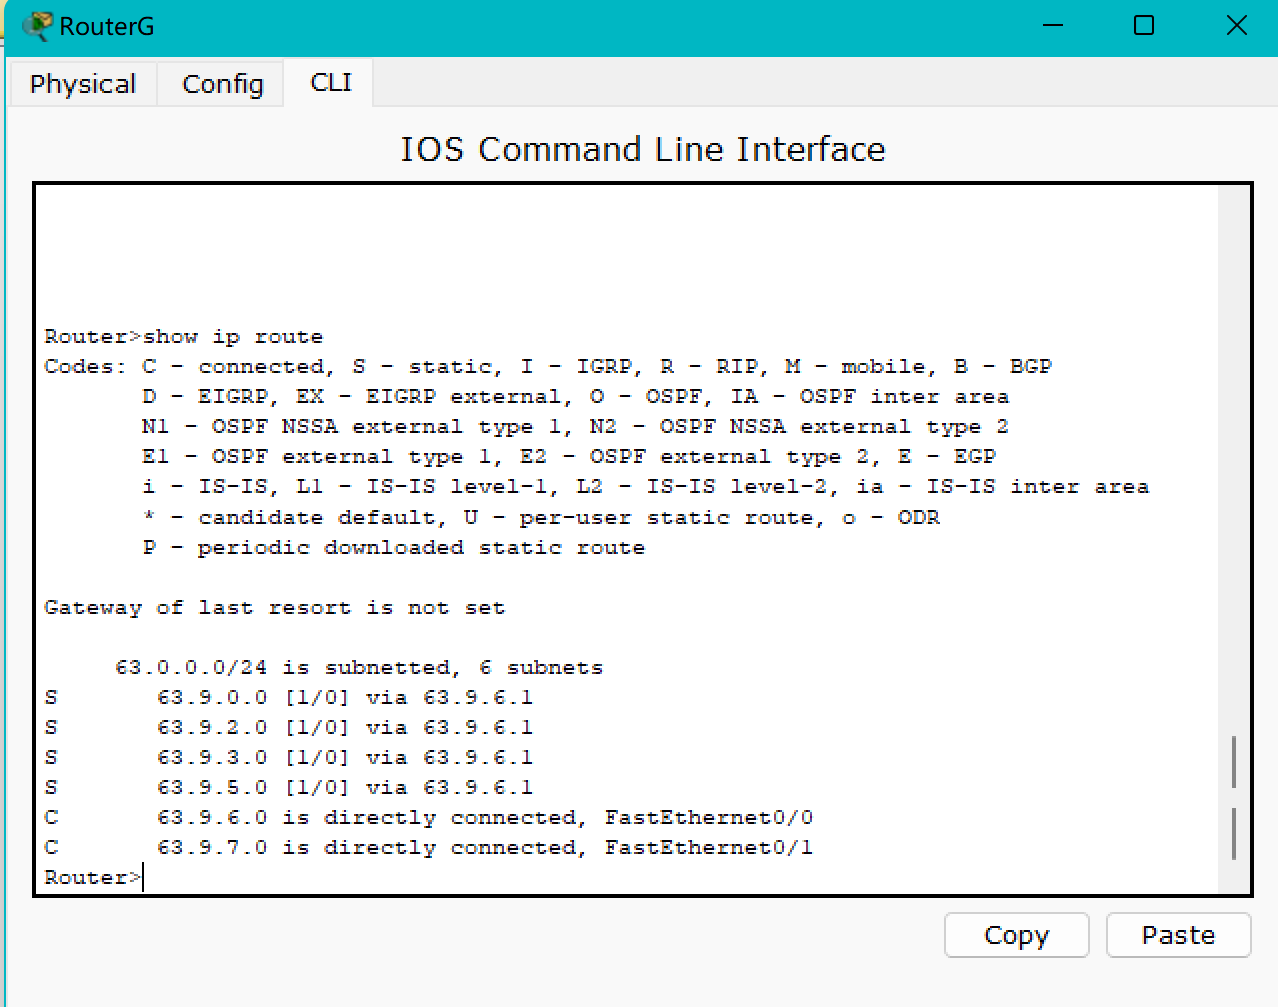 RouterG
Physical Config CLI
IOS Command Line Interface
Router>show ip route
Codes: C - connected, S - static, I - IGRP, R - RIP, M - mobile, B - BGP
       D - EIGRP, EX - EIGRP external, O - OSPF, IA - OSPF inter area
       N1 - OSPF NSSA external type 1, N2 - OSPF NSSA external type 2
       E1 - OSPF external type 1, E2 - OSPF external type 2, E - EGP
       i - IS-IS, L1 - IS-IS level-1, L2 - IS-IS level-2, ia - IS-IS inter area
       * - candidate default, U - per-user static route, o - ODR
       P - periodic downloaded static route
Gateway of last resort is not set
     63.0.0.0/24 is subnetted, 6 subnets
S       63.9.0.0 [1/0] via 63.9.6.1
S       63.9.2.0 [1/0] via 63.9.6.1
S       63.9.3.0 [1/0] via 63.9.6.1
S       63.9.5.0 [1/0] via 63.9.6.1
C       63.9.6.0 is directly connected, FastEthernet0/0
C       63.9.7.0 is directly connected, FastEthernet0/1
Router>
Copy Paste